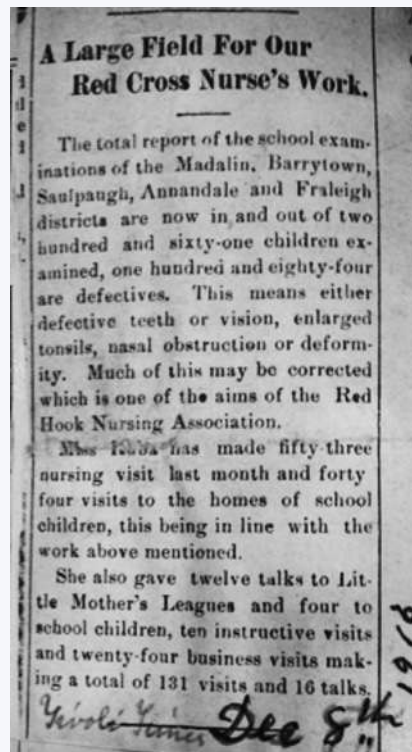 A Large Field For Our
Red Cross Nurse's Work.
The total report of the school exam-
inations of the Madalin, Barrytown,
Saulpaugh, Annandale and Fraleigh
districts are now in and out of two
hundred and sixty-one children ex-
amined, one hundred and eighty-four
are defectives. This means either
defective teeth or vision, enlarged
tonsils, nasal obstruction or deform-
ity. Much of this may be corrected
which is one of the aims of the Red
Hook Nursing Association.
Miss has made fifty-three
nursing visit last month and forty
four visits to the homes of school
children, this being in line with the
work above mentioned.
She also gave twelve talks to Lit-
tle Mother's Leagues and four to
school children, ten instructive visits
and twenty-four business visits mak-
ing a total of 131 visits and 16 talks.
Tivoli Times Dec 8th 1918